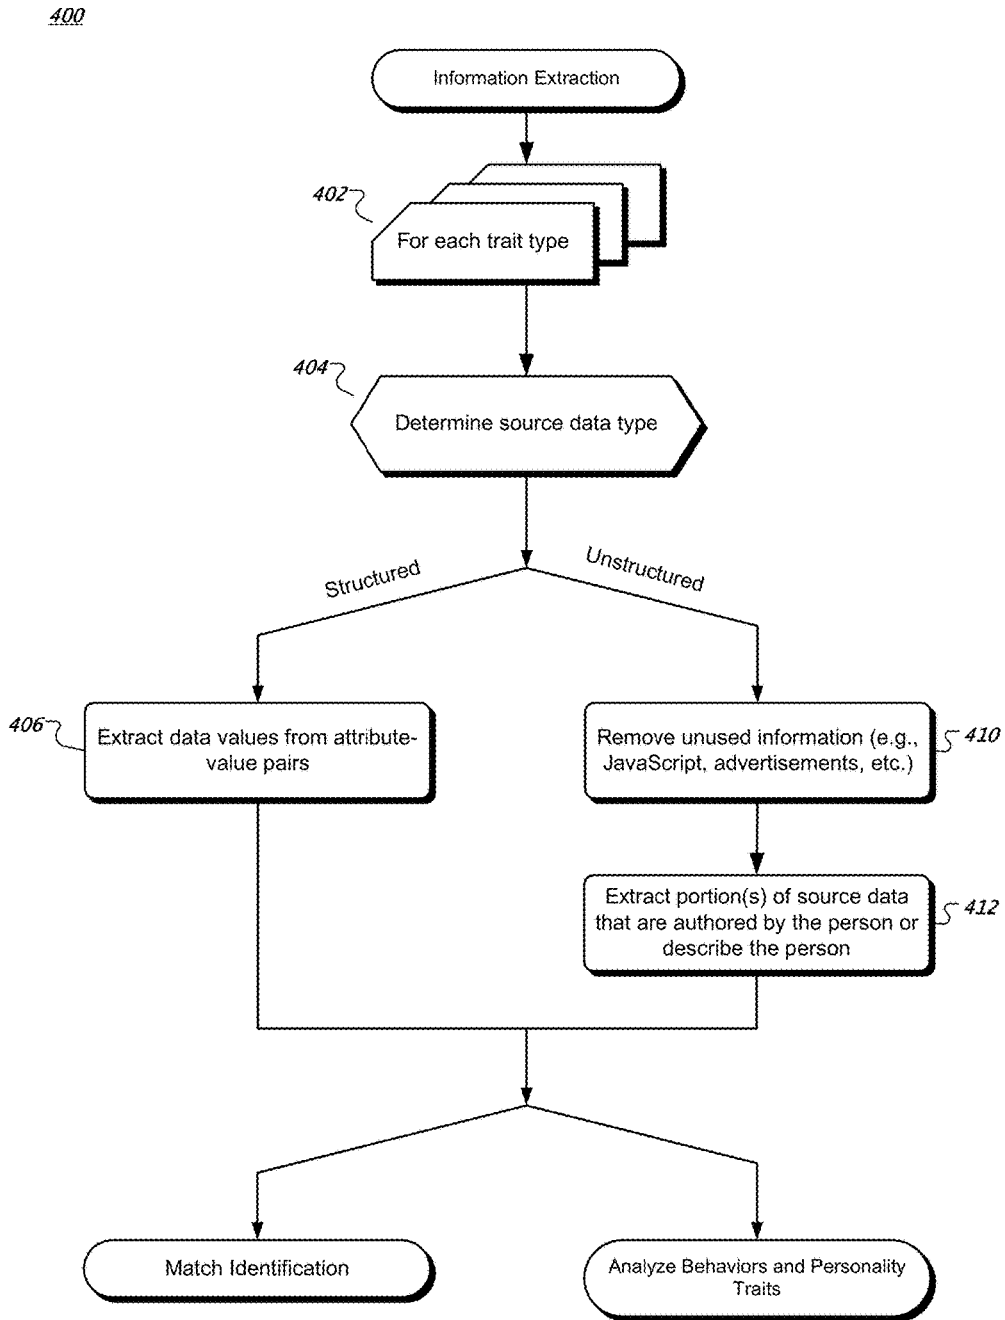 400
Information Extraction
402
For each trait type
404
Determine source data type
Structured
Unstructured
406
Extract data values from attribute-
value pairs
Remove unused information (e.g.,
JavaScript, advertisements, etc.)
410
Extract portion(s) of source data
that are authored by the person or
describe the person
412
Match Identification
Analyze Behaviors and Personality
Traits